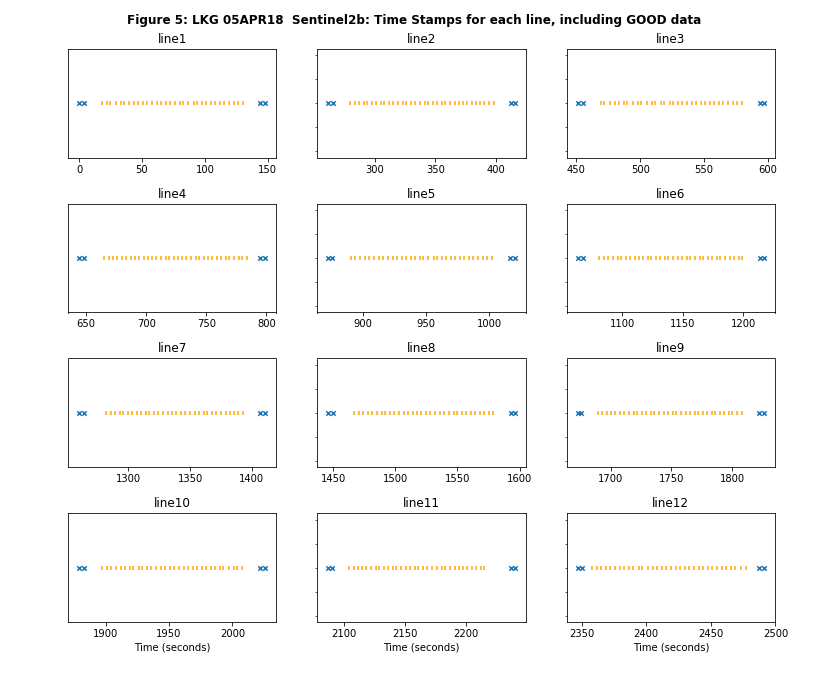 Figure 5: LKG 05APR18  Sentinel2b: Time Stamps for each line, including GOOD data
line1
line2
line3
0 50 100 150
300 350 400
450 500 550 600
line4
line5
line6
650 700 750 800
900 950 1000
1100 1150 1200
line7
line8
line9
1300 1350 1400
1450 1500 1550 1600
1700 1750 1800
line10
line11
line12
1900 1950 2000
2100 2150 2200
2350 2400 2450 2500
Time (seconds)
Time (seconds)
Time (seconds)